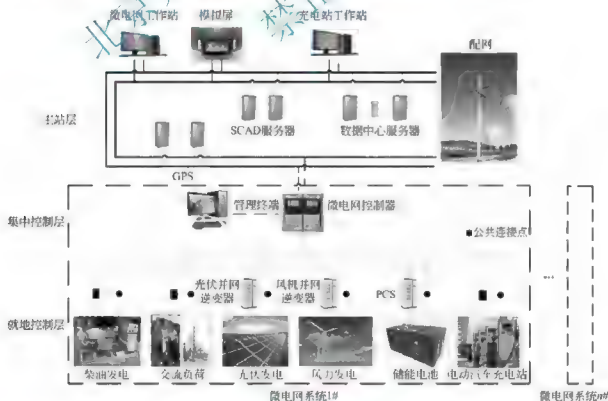 微电网工作站
模拟屏
充电站工作站
配网
主站层
SCAD服务器
数据中心服务器
GPS
管理终端
微电网控制器
集中控制层
公共连接点
...
光伏并网
逆变器
风机并网
逆变器
PCS
就地控制层
柴油发电
交流负荷
光伏发电
风力发电
储能电池
电动汽车充电站
微电网系统1#
微电网系统n#